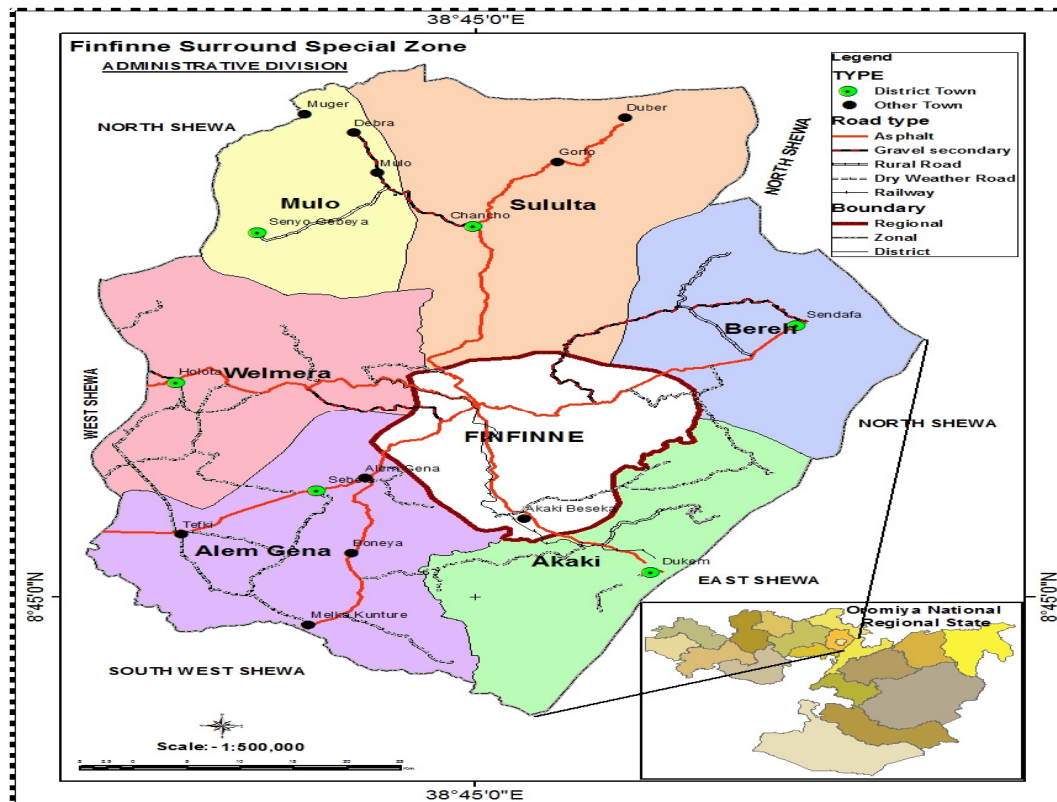 38°45'0"E
Finfinne Surround Special Zone
ADMINISTRATIVE DIVISION
Legend
TYPE
District Town
Other Town
Road type
Asphalt
Gravel secondary
Rural Road
Dry Weather Road
Railway
Boundary
Regional
Zonal
District
NORTH SHEWA
Muger
Debra
Duber
Gorfo
NORTH SHEWA
Mulo
Mulo
Sululta
Senyo Gebeya
Chancho
Sendafa
Bereh
Holota
Welmera
WEST SHEWA
NORTH SHEWA
FINFINNE
Alem Gena
Akaki Beseka
Tefki
Alem Gena
Boneya
Akaki
Dukem
EAST SHEWA
8°45'0"N
8°45'0"N
Melka Kunture
Oromiya National
Regional State
SOUTH WEST SHEWA
Scale: - 1:500,000
38°45'0"E